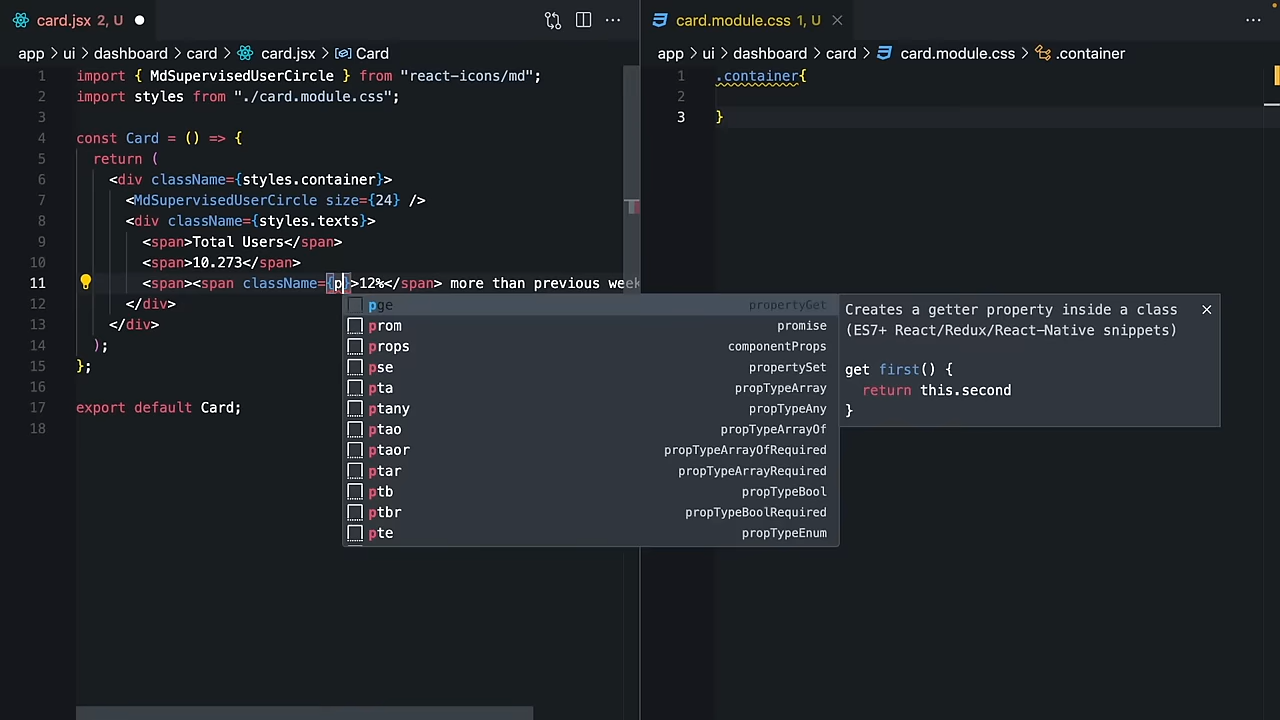 card.jsx 2, U
app > ui > dashboard > card > card.jsx > Card
1 import { MdSupervisedUserCircle } from "react-icons/md";
2 import styles from "./card.module.css";
3
4 const Card = () => {
5 return (
6 <div className={styles.container}>
7 <MdSupervisedUserCircle size={24} />
8 <div className={styles.texts}>
9 <span>Total Users</span>
10 <span>10.273</span>
11 <span><span className={p}>12%</span> more than previous week
12 </div>
13 </div>
14 );
15 };
16
17 export default Card;
18
pge propertyGet
prom promise
props componentProps
pse propertySet
pta propTypeArray
ptany propTypeAny
ptao propTypeArrayOf
ptaor propTypeArrayOfRequired
ptar propTypeArrayRequired
ptb propTypeBool
ptbr propTypeBoolRequired
pte propTypeEnum
Creates a getter property inside a class
(ES7+ React/Redux/React-Native snippets)
get first() {
return this.second
}
card.module.css 1, U
app > ui > dashboard > card > card.module.css > .container
1 .container{
2
3 }